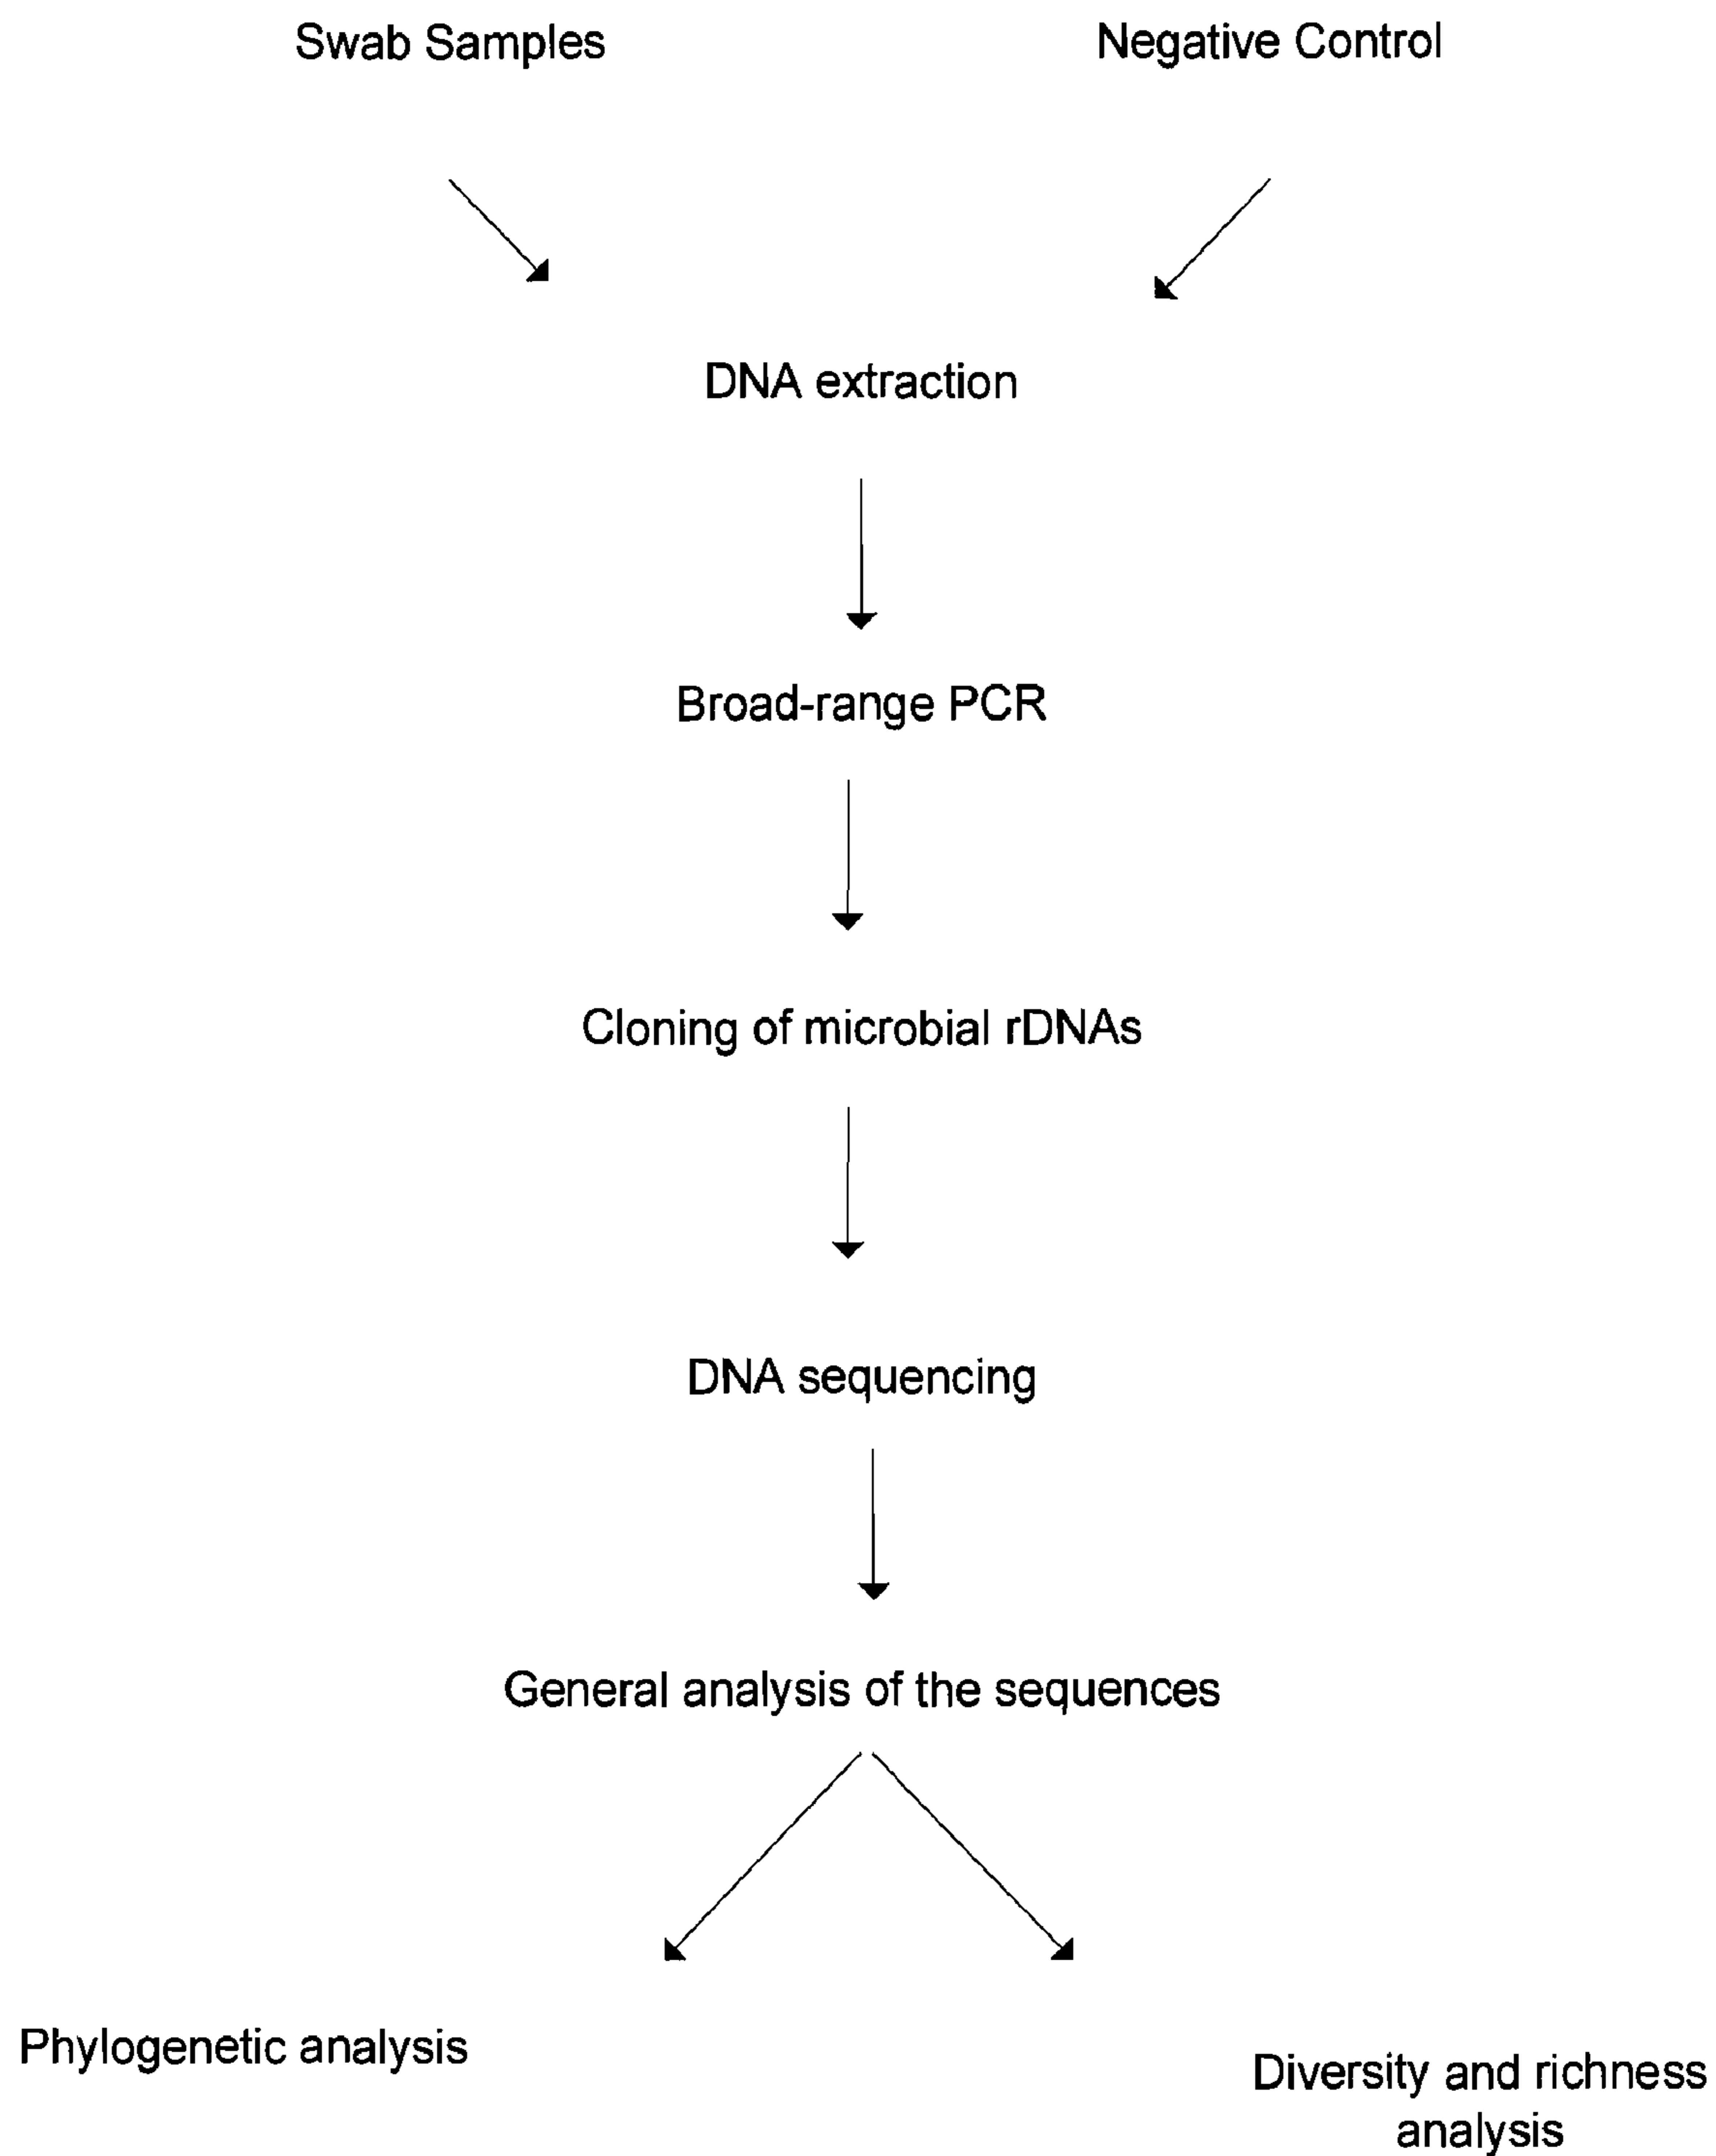 Swab Samples
Negative Control
DNA extraction
Broad-range PCR
Cloning of microbial rDNAs
DNA sequencing
General analysis of the sequences
Phylogenetic analysis
Diversity and richness
analysis